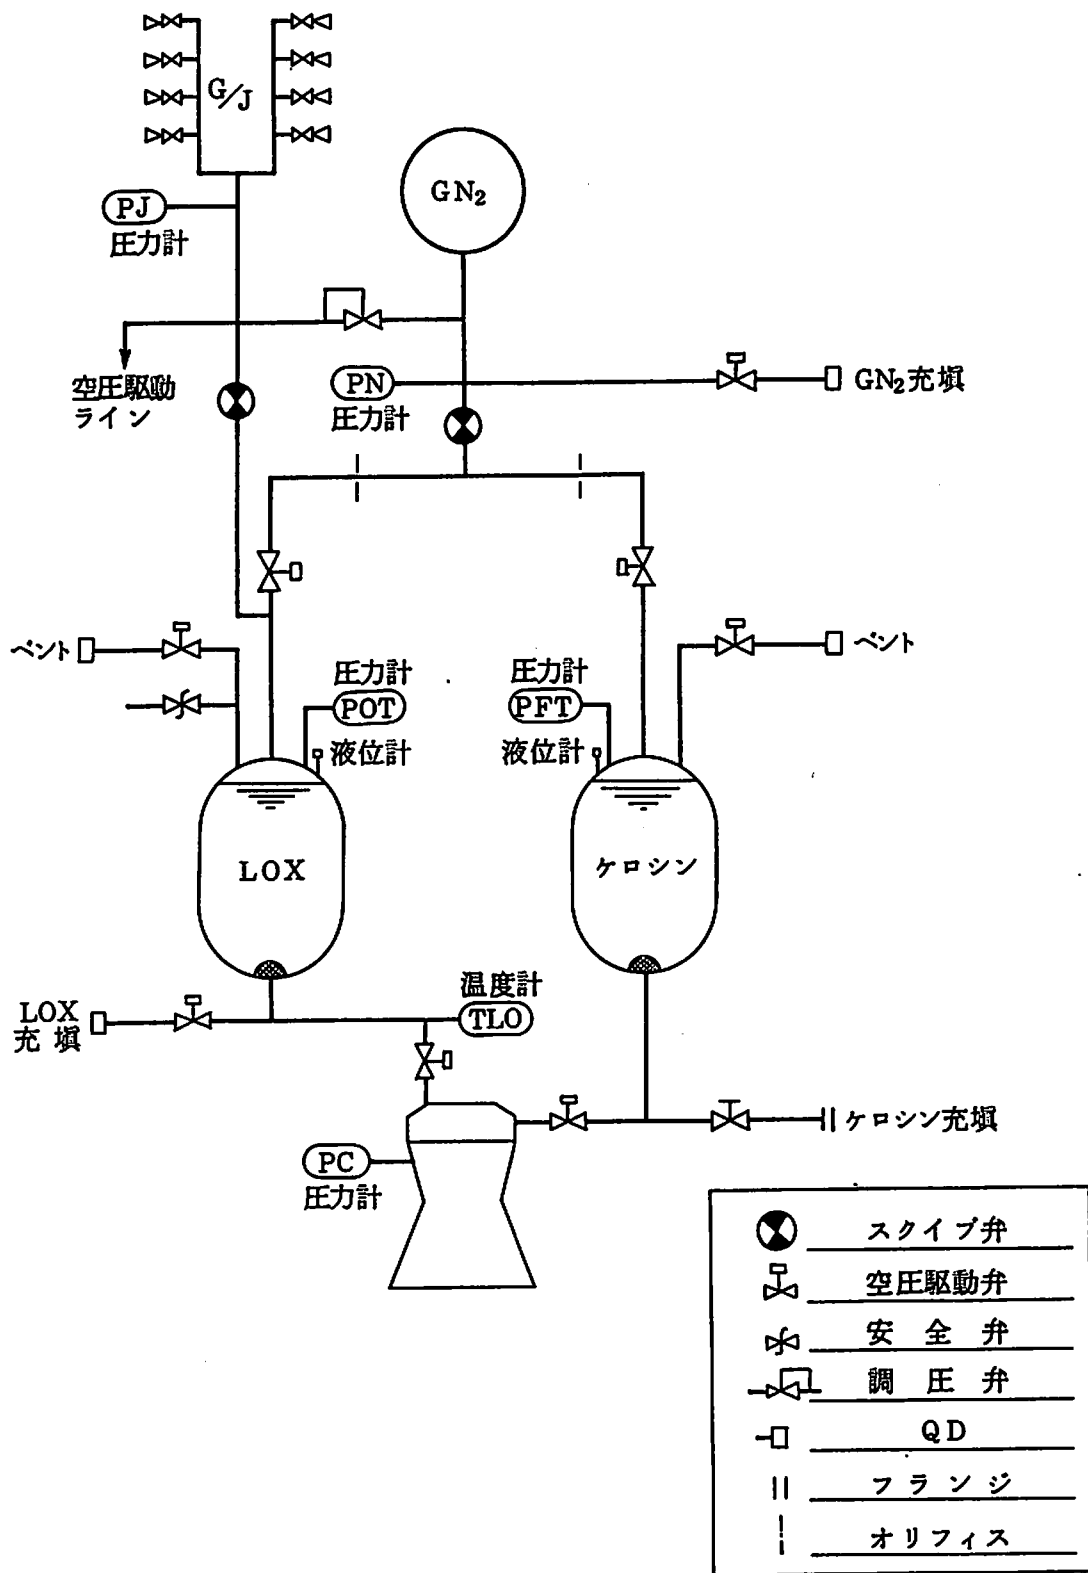 G/J
PJ
圧力計
GN₂
空圧駆動
ライン
PN
圧力計
GN₂充塡
ベント
圧力計
POT
液位計
圧力計
PFT
液位計
ベント
LOX
ケロシン
LOX
充塡
温度計
TLO
PC
圧力計
ケロシン充塡
スクイブ弁
空圧駆動弁
安全弁
調圧弁
QD
フランジ
オリフィス